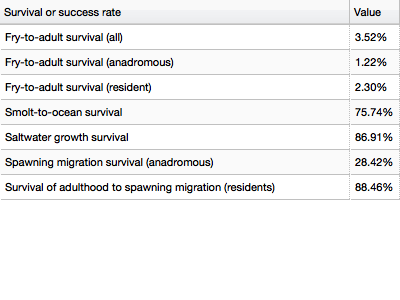 Survival or success rate Value
Fry-to-adult survival (all) 3.52%
Fry-to-adult survival (anadromous) 1.22%
Fry-to-adult survival (resident) 2.30%
Smolt-to-ocean survival 75.74%
Saltwater growth survival 86.91%
Spawning migration survival (anadromous) 28.42%
Survival of adulthood to spawning migration (residents) 88.46%